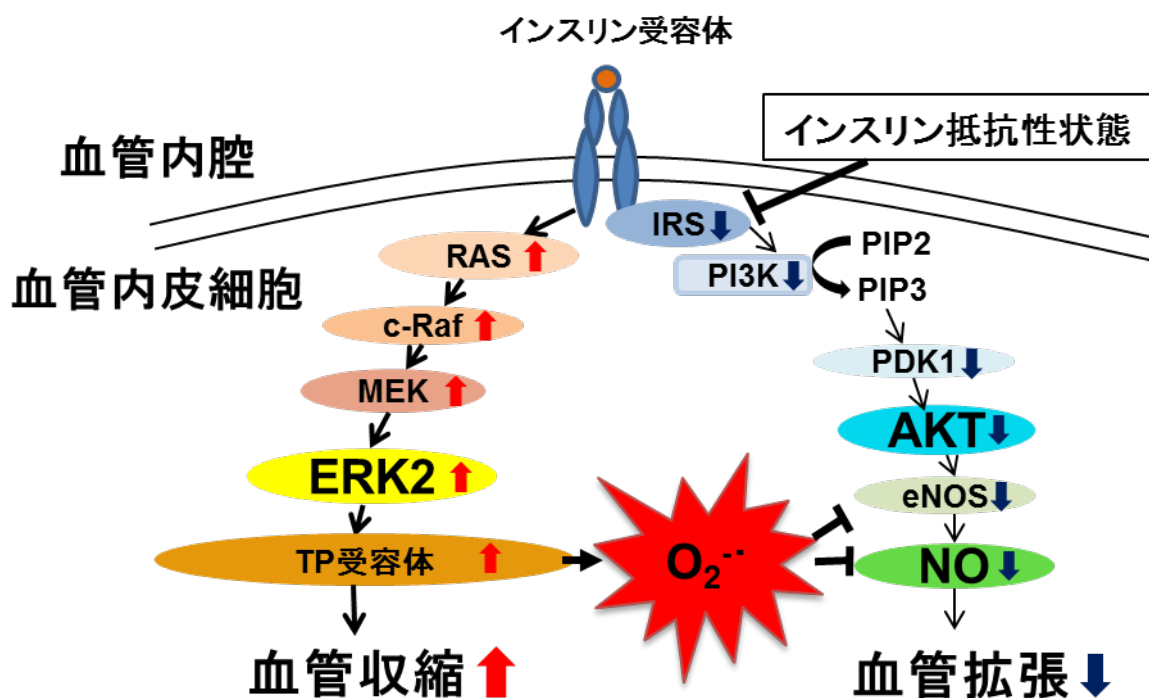 インスリン受容体
インスリン抵抗性状態
血管内腔
血管内皮細胞
IRS
RAS
PI3K
PIP2
PIP3
c-Raf
PDK1
MEK
AKT
ERK2
eNOS
TP受容体
O₂⁻·
NO
血管収縮
血管拡張